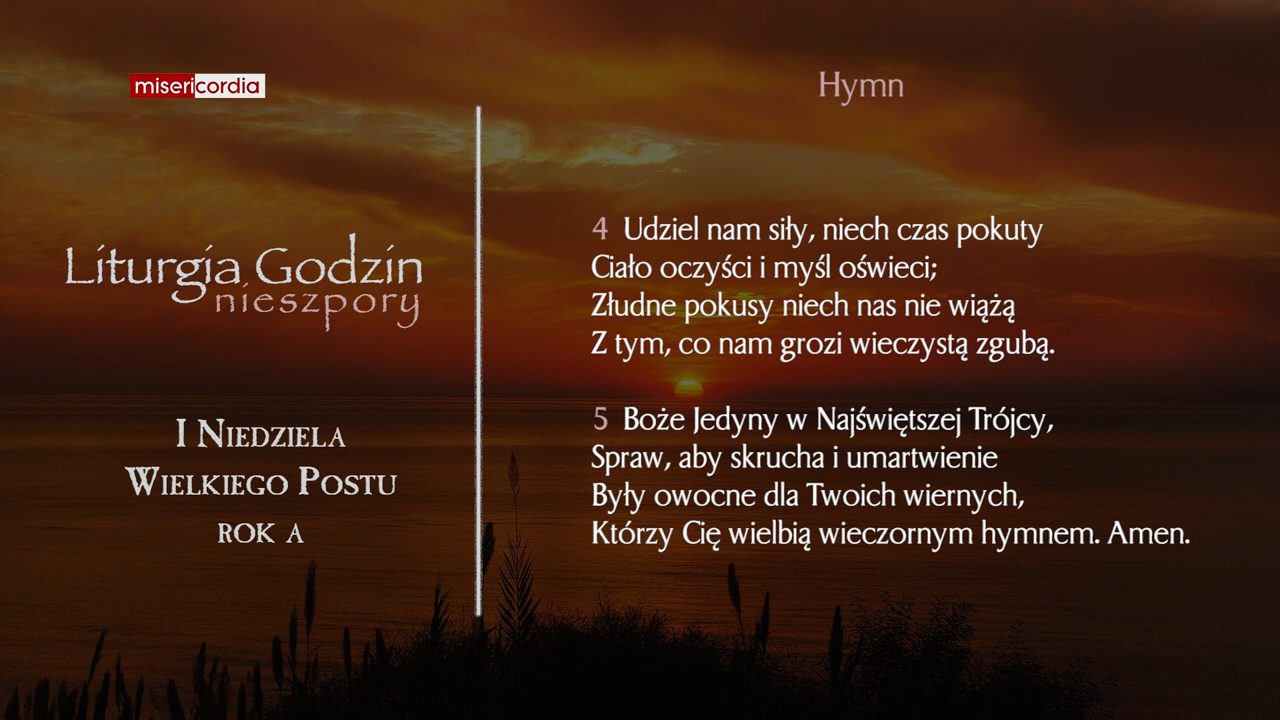 misericordia
Liturgia Godzin
nieszpory
I Niedziela
Wielkiego Postu
rok A
Hymn
4 Udziel nam siły, niech czas pokuty
Ciało oczyści i myśl oświeci;
Złudne pokusy niech nas nie wiążą
Z tym, co nam grozi wieczystą zgubą.
5 Boże Jedyny w Najświętszej Trójcy,
Spraw, aby skrucha i umartwienie
Były owocne dla Twoich wiernych,
Którzy Cię wielbią wieczornym hymnem. Amen.